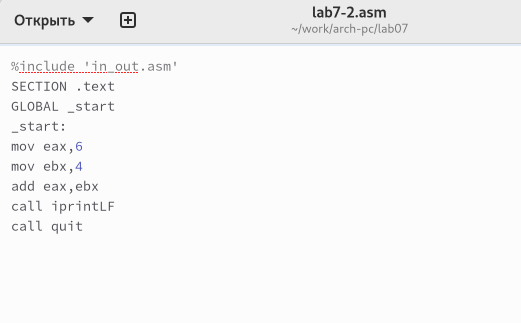 Открыть
lab7-2.asm
~/work/arch-pc/lab07
%include 'in_out.asm'
SECTION .text
GLOBAL _start
_start:
mov eax,6
mov ebx,4
add eax,ebx
call iprintLF
call quit